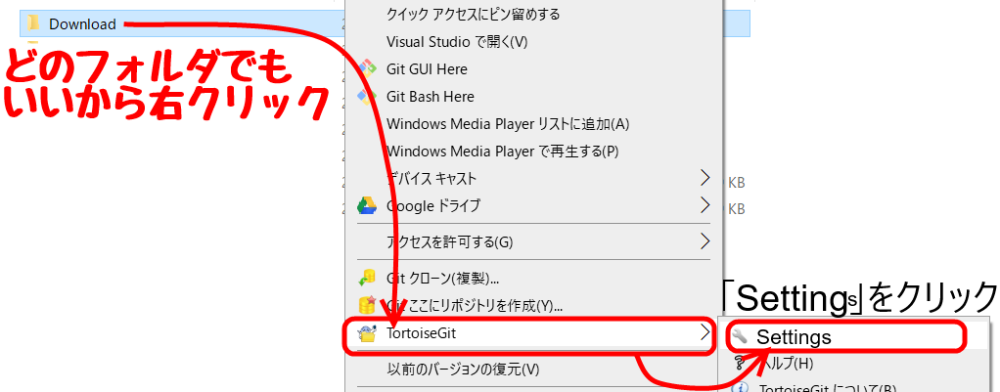 Download
どのフォルダでも
いいから右クリック
クイック アクセスにピン留めする
Visual Studio で開く(V)
Git GUI Here
Git Bash Here
Windows Media Player リストに追加(A)
Windows Media Player で再生する(P)
デバイス キャスト
Google ドライブ
アクセスを許可する(G)
Git クローン(複製)...
Git ここにリポジトリを作成(Y)...
TortoiseGit
以前のバージョンの復元(V)
KB
KB
「Settings」をクリック
Settings
ヘルプ(H)
TortoiseGit について(B)